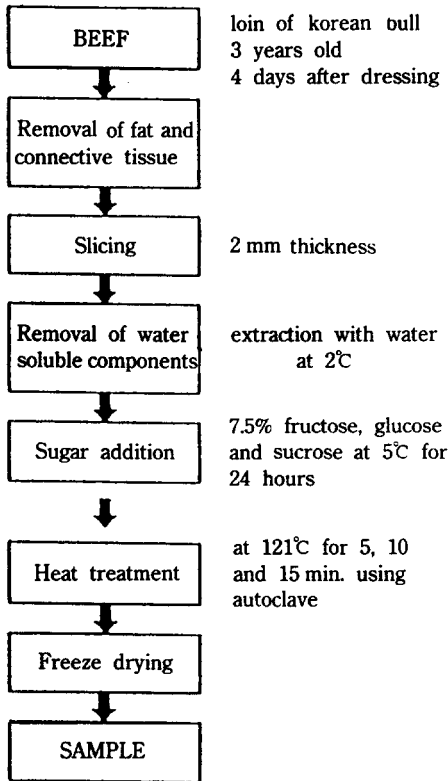 BEEF
loin of korean bull
3 years old
4 days after dressing
Removal of fat and
connective tissue
Slicing
2 mm thickness
Removal of water
soluble components
extraction with water
at 2℃
Sugar addition
7.5% fructose, glucose
and sucrose at 5℃ for
24 hours
Heat treatment
at 121℃ for 5, 10
and 15 min. using
autoclave
Freeze drying
SAMPLE